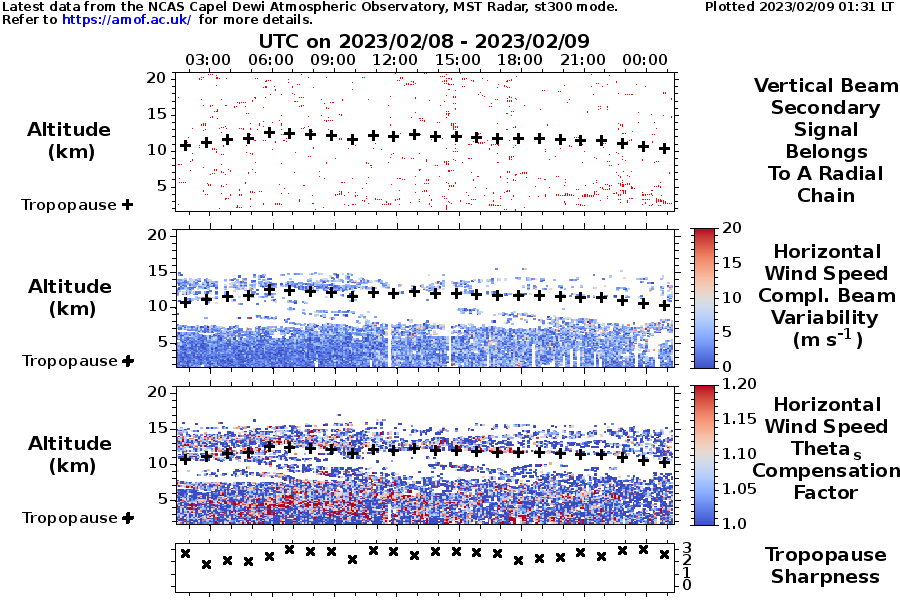 Latest data from the NCAS Capel Dewi Atmospheric Observatory, MST Radar, st300 mode.
Plotted 2023/02/09 01:31 LT
Refer to https://amof.ac.uk/ for more details.
UTC on 2023/02/08 - 2023/02/09
03:00 06:00 09:00 12:00 15:00 18:00 21:00 00:00
20
15
10
5
Altitude
(km)
Tropopause +
Vertical Beam
Secondary
Signal
Belongs
To A Radial
Chain
20
15
10
5
Altitude
(km)
Tropopause +
20
15
10
5
0
Horizontal
Wind Speed
Compl. Beam
Variability
(m s-1)
20
15
10
5
Altitude
(km)
Tropopause +
1.20
1.15
1.10
1.05
1.0
Horizontal
Wind Speed
Theta s
Compensation
Factor
3
2
1
0
Tropopause
Sharpness